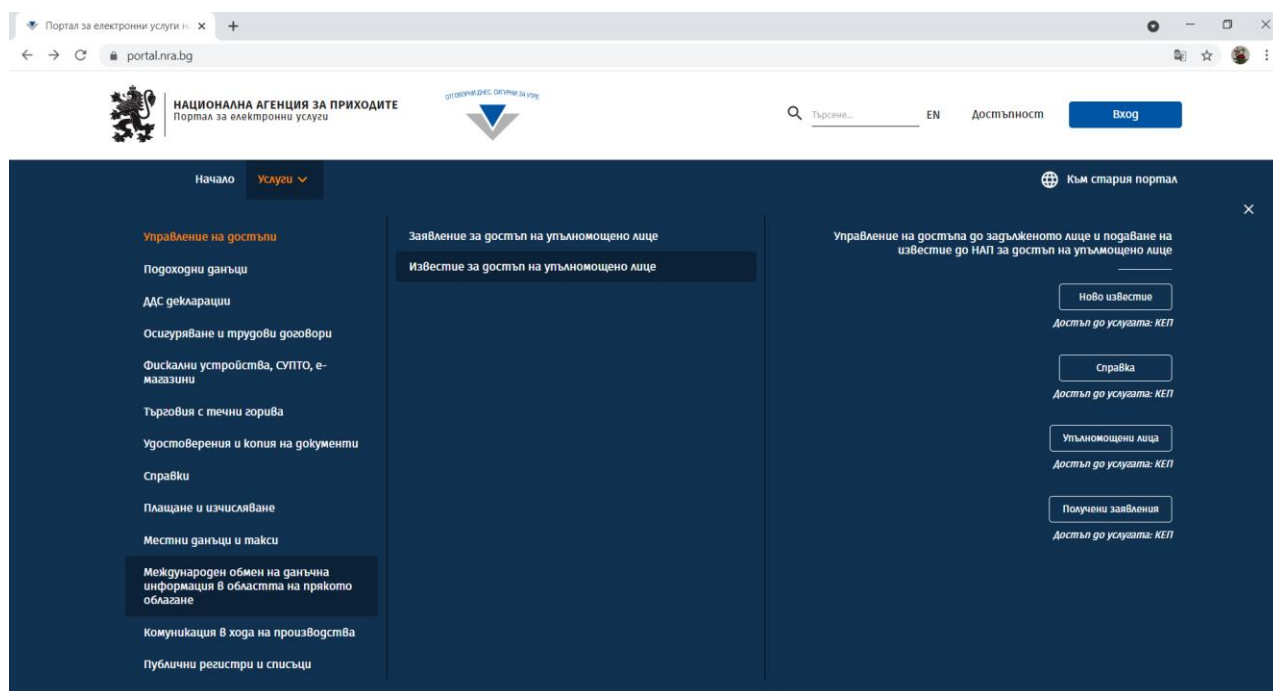 Портал за електронни услуги н
portal.nra.bg
НАЦИОНАЛНА АГЕНЦИЯ ЗА ПРИХОДИТЕ
Портал за електронни услуги
ОТГОВОРНИ ДНЕС, СИГУРНИ ЗА УТРЕ
Търсене...
EN
Достъпност
Вход
Начало
Услуги
Към стария портал
Управление на достъпи
Подоходни данъци
ДДС декларации
Осигуряване и трудови договори
Фискални устройства, СУПТО, е-
магазини
Търговия с течни горива
Удостоверения и копия на документи
Справки
Плащане и изчисляване
Местни данъци и такси
Международен обмен на данъчна
информация в областта на прякото
облагане
Комуникация в хода на производства
Публични регистри и списъци
Заявление за достъп на упълномощено лице
Известие за достъп на упълномощено лице
Управление на достъпа до задълженото лице и подаване на
известие до НАП за достъп на упълмощено лице
Ново известие
Достъп до услугата: КЕП
Справка
Достъп до услугата: КЕП
Упълномощени лица
Достъп до услугата: КЕП
Получени заявления
Достъп до услугата: КЕП